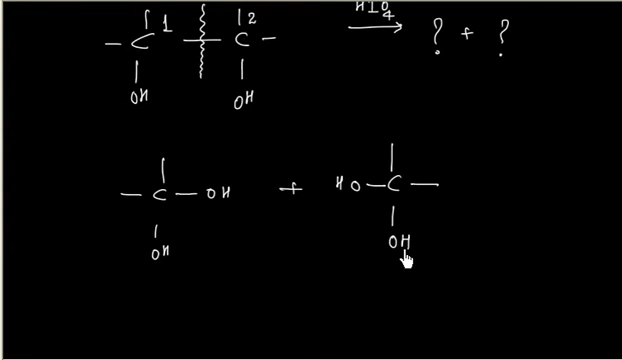 HIO4
C 1 C 2 ? + ?
OH OH
C OH + HO C
OH OH